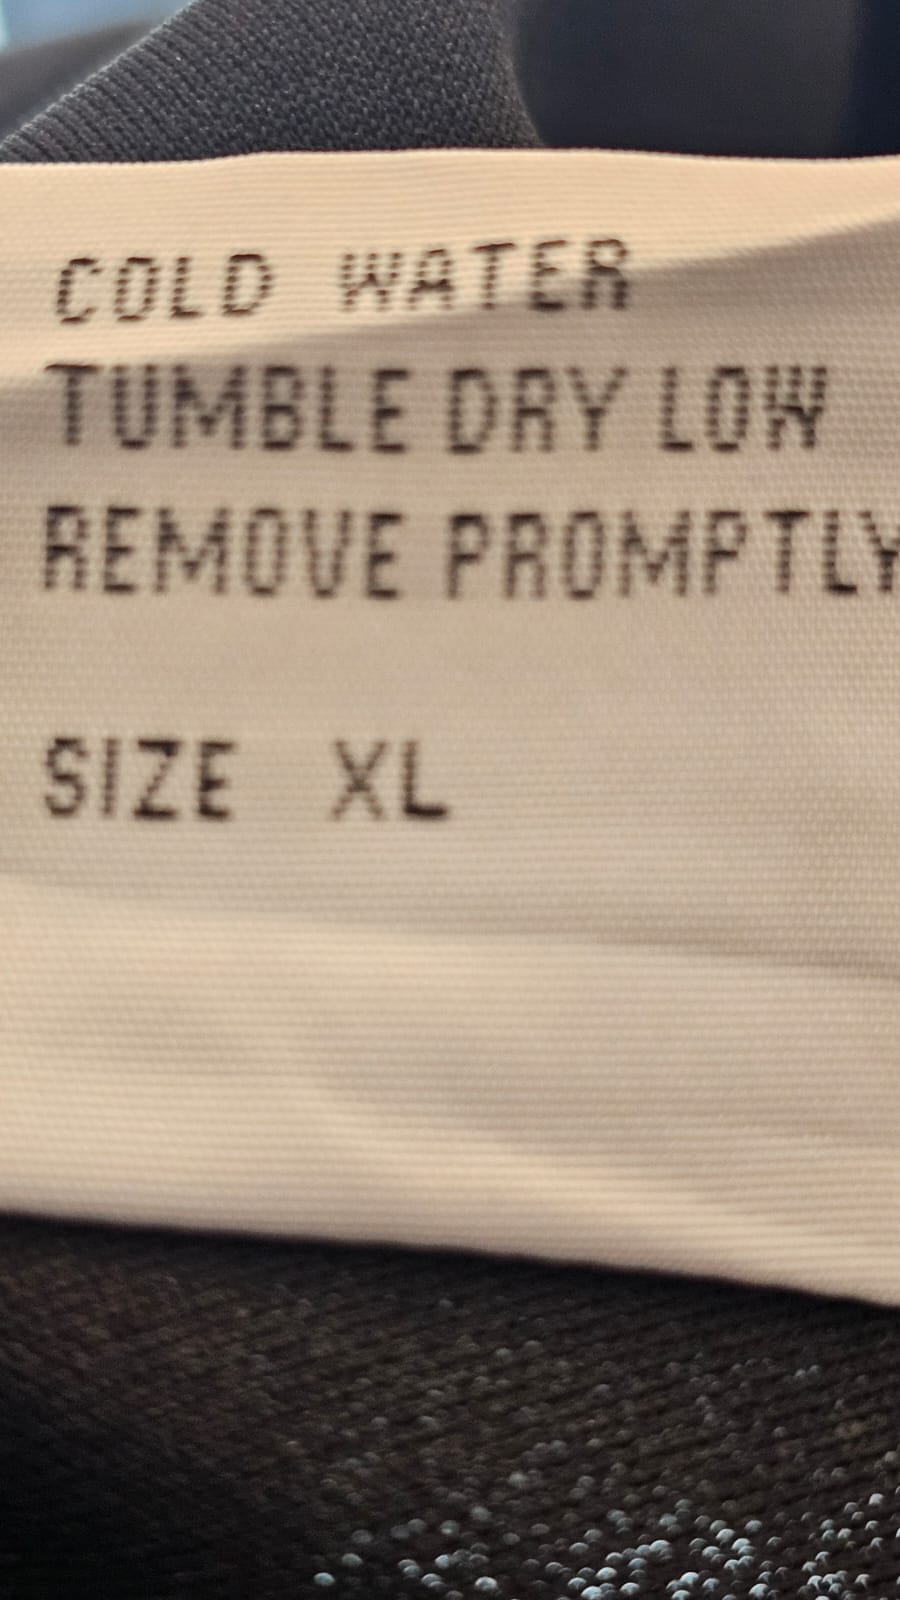 COLD WATER
TUMBLE DRY LOW
REMOVE PROMPTLY
SIZE XL